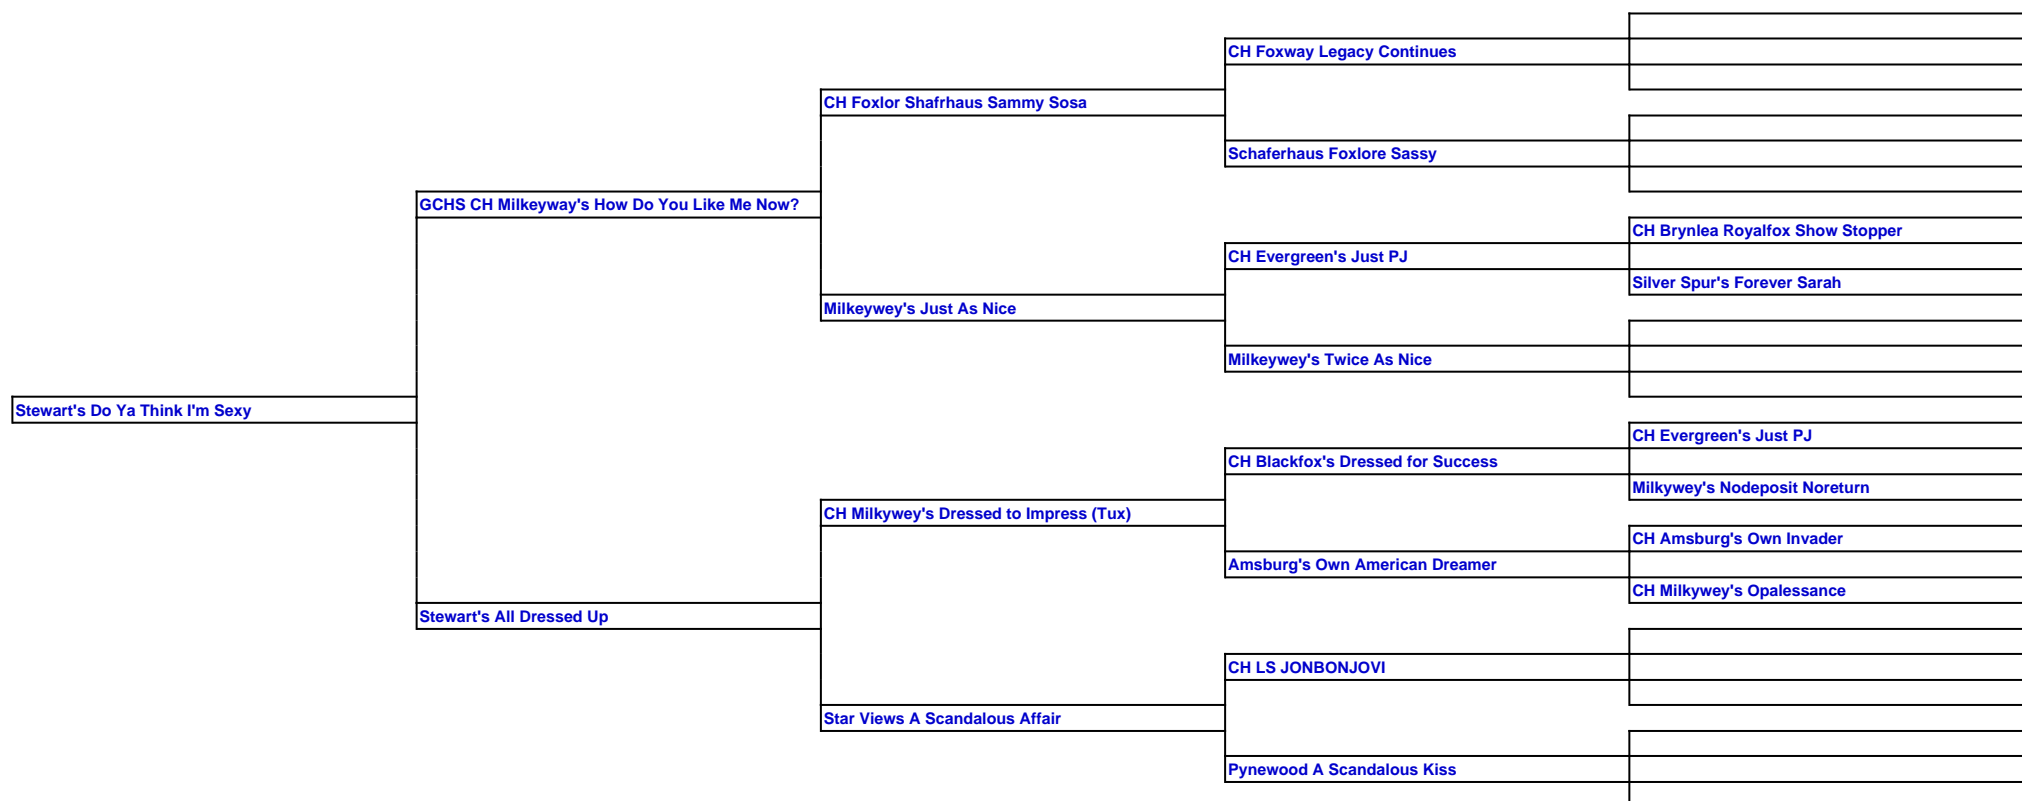 CH Foxway Legacy Continues
CH Foxlor Shafrhaus Sammy Sosa
Schaferhaus Foxlore Sassy
GCHS CH Milkeyway's How Do You Like Me Now?
CH Brynlea Royalfox Show Stopper
CH Evergreen's Just PJ
Silver Spur's Forever Sarah
Milkeywey's Just As Nice
Milkeywey's Twice As Nice
Stewart's Do Ya Think I'm Sexy
CH Evergreen's Just PJ
CH Blackfox's Dressed for Success
Milkywey's Nodeposit Noreturn
CH Milkywey's Dressed to Impress (Tux)
CH Amsburg's Own Invader
Amsburg's Own American Dreamer
CH Milkywey's Opalessance
Stewart's All Dressed Up
CH LS JONBONJOVI
Star Views A Scandalous Affair
Pynewood A Scandalous Kiss